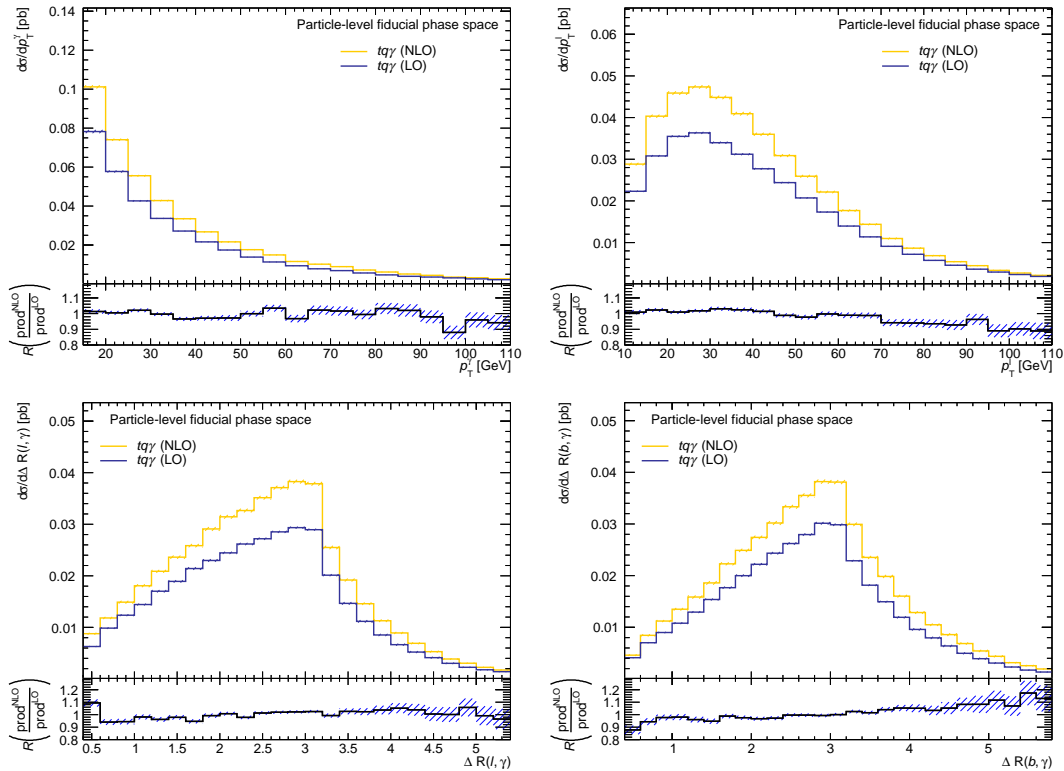 dσ/dp_T^γ [pb]
Particle-level fiducial phase space
tqγ (NLO)
tqγ (LO)
0.14
0.12
0.1
0.08
0.06
0.04
0.02
R(prod^NLO/prod^LO)
1.1
1
0.9
0.8
20 30 40 50 60 70 80 90 100 110
p_T^γ [GeV]
dσ/dp_T^l [pb]
Particle-level fiducial phase space
tqγ (NLO)
tqγ (LO)
0.06
0.05
0.04
0.03
0.02
0.01
R(prod^NLO/prod^LO)
1.1
1
0.9
0.8
10 20 30 40 50 60 70 80 90 100 110
p_T^l [GeV]
dσ/dΔ R(l, γ) [pb]
Particle-level fiducial phase space
tqγ (NLO)
tqγ (LO)
0.05
0.04
0.03
0.02
0.01
R(prod^NLO/prod^LO)
1.2
1.1
1
0.9
0.8
0.5 1 1.5 2 2.5 3 3.5 4 4.5 5
Δ R(l, γ)
dσ/dΔ R(b, γ) [pb]
Particle-level fiducial phase space
tqγ (NLO)
tqγ (LO)
0.05
0.04
0.03
0.02
0.01
R(prod^NLO/prod^LO)
1.2
1.1
1
0.9
0.8
1 2 3 4 5
Δ R(b, γ)